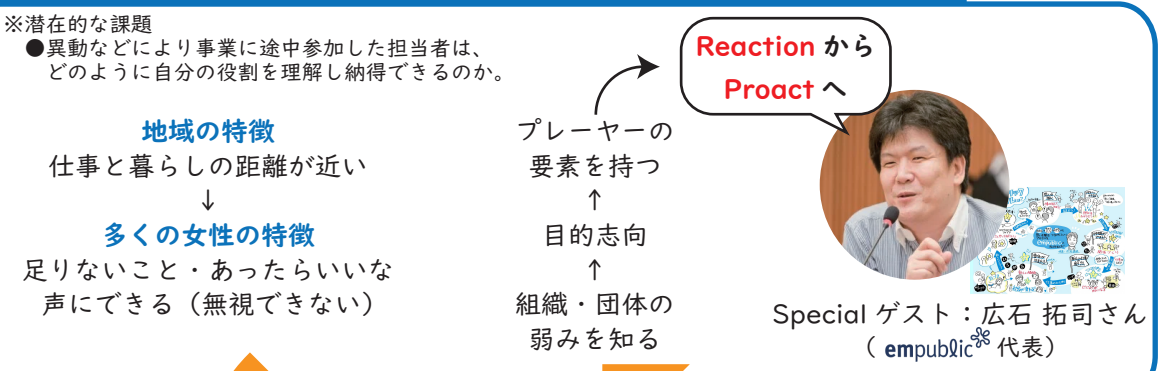 ※潜在的な課題
●異動などにより事業に途中参加した担当者は、
どのように自分の役割を理解し納得できるのか。
地域の特徴
仕事と暮らしの距離が近い
↓
多くの女性の特徴
足りないこと・あったらいいな
声にできる（無視できない）
プレーヤーの
要素を持つ
↑
目的志向
↑
組織・団体の
弱みを知る
Reaction から
Proact へ
empublic
Special ゲスト：広石 拓司さん
（ empublic 代表）